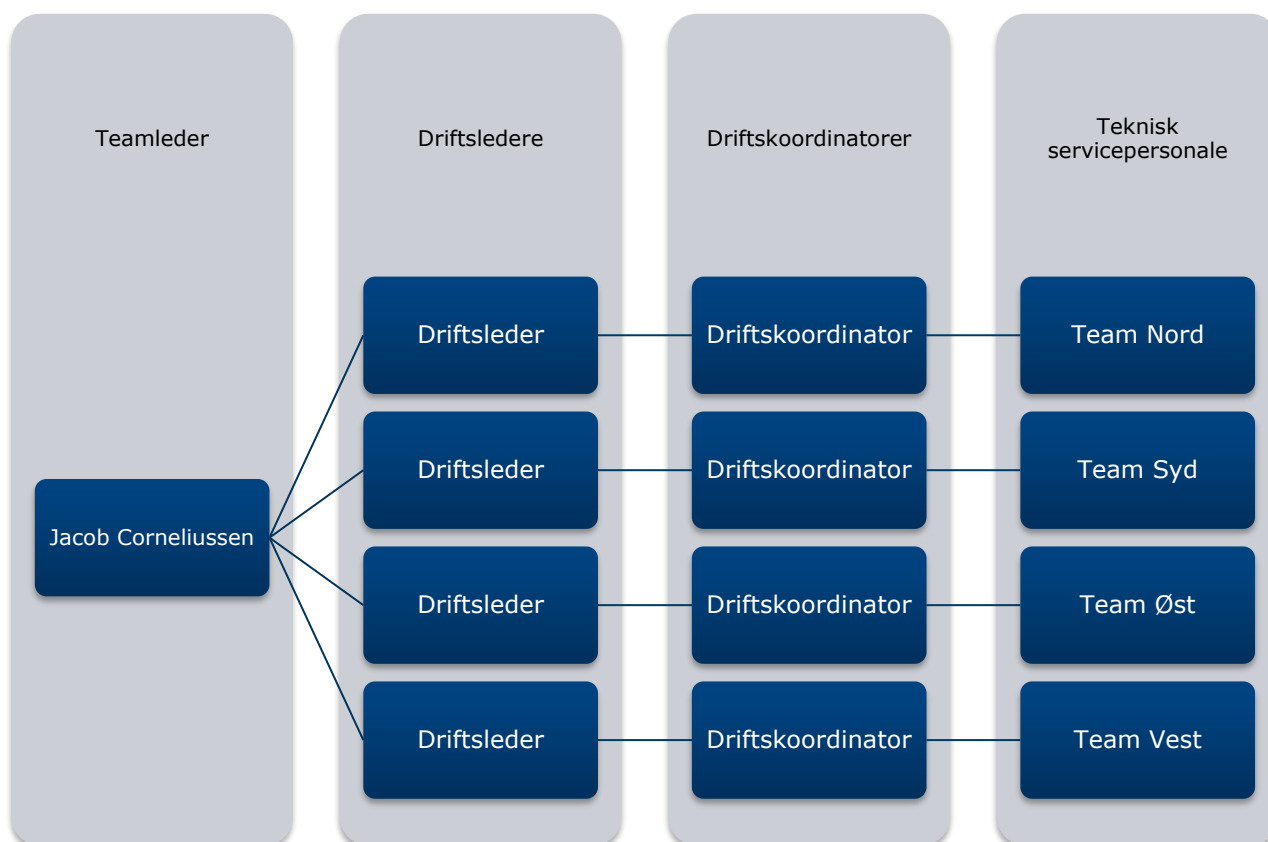 Teamleder
Driftsledere
Driftskoordinatorer
Teknisk
servicepersonale
Jacob Corneliussen
Driftsleder
Driftskoordinator
Team Nord
Driftsleder
Driftskoordinator
Team Syd
Driftsleder
Driftskoordinator
Team Øst
Driftsleder
Driftskoordinator
Team Vest